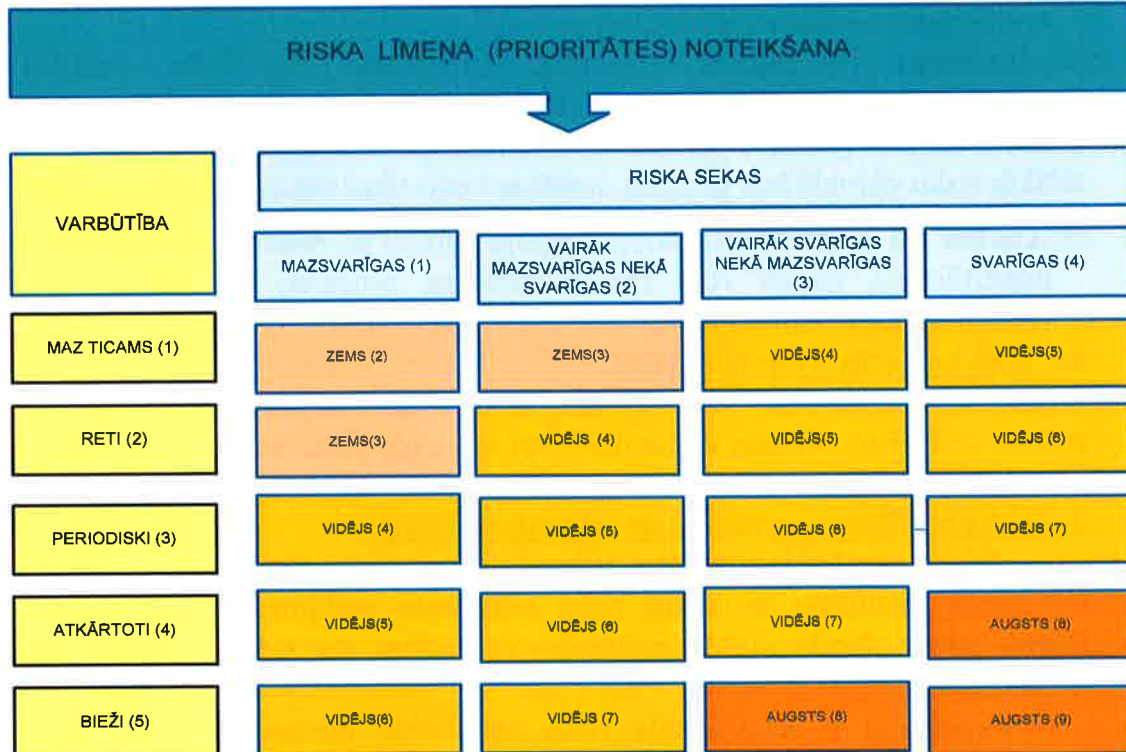 RISKA LĪMEŅA (PRIORITĀTES) NOTEIKŠANA
VARBŪTĪBA
RISKA SEKAS
MAZSVARĪGAS (1)
VAIRĀK
MAZSVARĪGAS NEKĀ
SVARĪGAS (2)
VAIRĀK SVARĪGAS
NEKĀ MAZSVARĪGAS
(3)
SVARĪGAS (4)
MAZ TICAMS (1)
ZEMS (2)
ZEMS(3)
VIDĒJS(4)
VIDĒJS(5)
RETI (2)
ZEMS(3)
VIDĒJS (4)
VIDĒJS(5)
VIDĒJS (6)
PERIODISKI (3)
VIDĒJS (4)
VIDĒJS (5)
VIDĒJS (6)
VIDĒJS (7)
ATKĀRTOTI (4)
VIDĒJS(5)
VIDĒJS (6)
VIDĒJS (7)
AUGSTS (8)
BIEŽI (5)
VIDĒJS(6)
VIDĒJS (7)
AUGSTS (8)
AUGSTS (9)